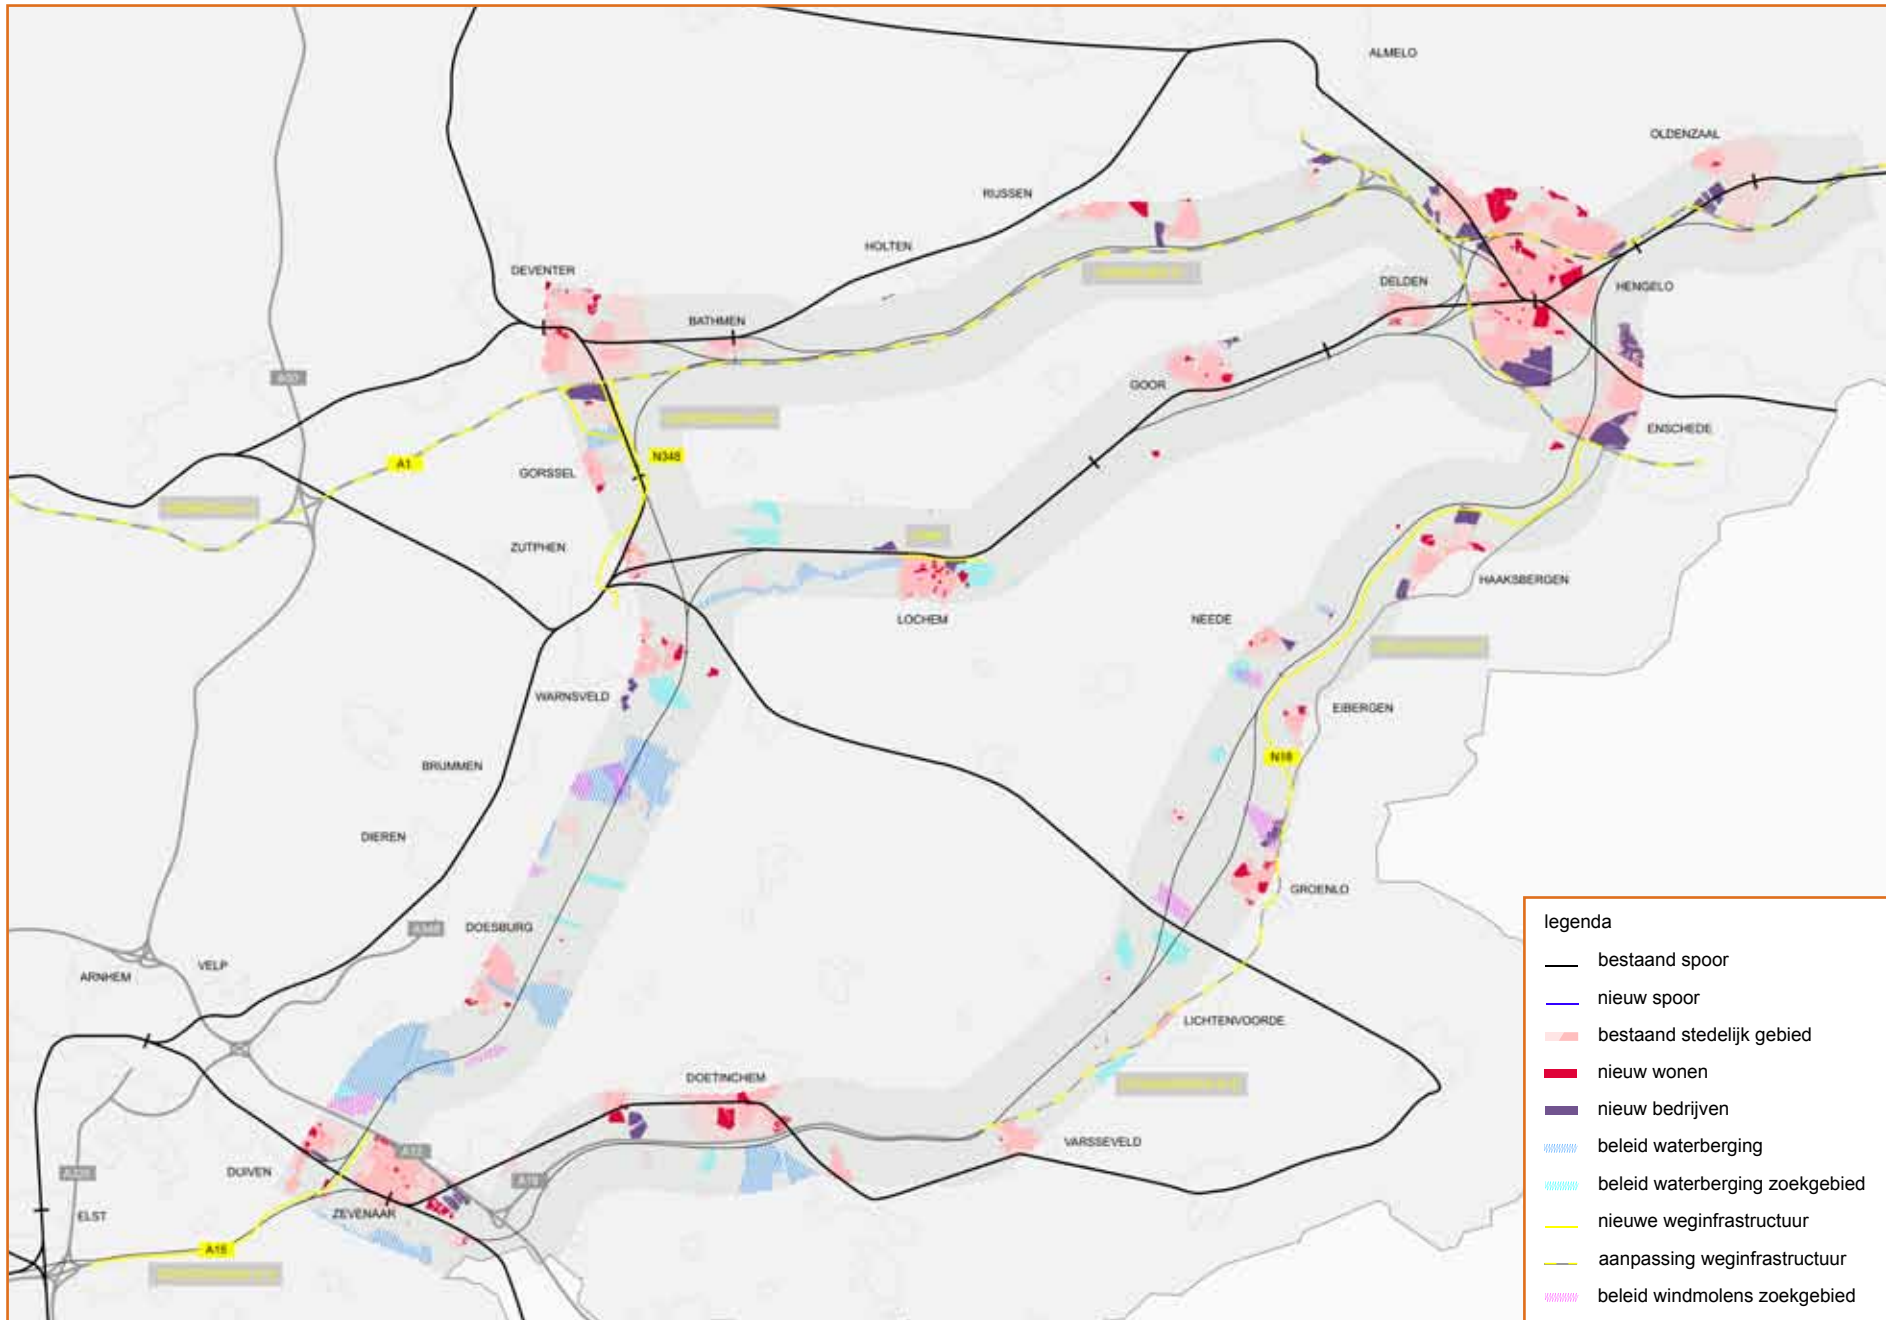 ALMELO
OLDENZAAL
RIJSSEN
HOLTEN
DEVENTER
DELDEN
HENGELO
BATHMEN
GOOR
ENSCHEDE
A1
N348
GORSSEL
ZUTPHEN
HAAKSBERGEN
LOCHEM
NEEDE
WARNSVELD
EIBERGEN
N18
BRUMMEN
DIEREN
GROENLO
DOESBURG
A348
ARNHEM
VELP
LICHTENVOORDE
DOETINCHEM
VARSSEVELD
A12
DUIVEN
A18
ZEVENAAR
ELST
A15
legenda
bestaand spoor
nieuw spoor
bestaand stedelijk gebied
nieuw wonen
nieuw bedrijven
beleid waterberging
beleid waterberging zoekgebied
nieuwe weginfrastructuur
aanpassing weginfrastructuur
beleid windmolens zoekgebied